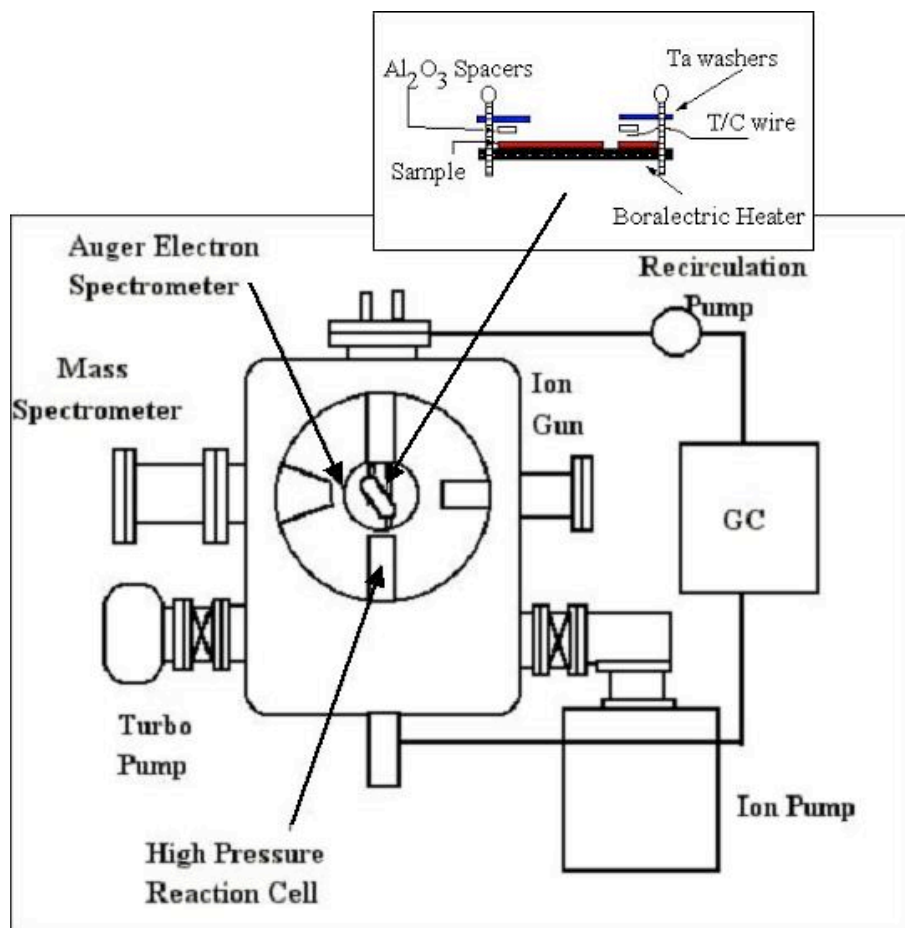 Al2O3 Spacers
Ta washers
T/C wire
Sample
Boralectric Heater
Auger Electron
Spectrometer
Recirculation
Pump
Mass
Spectrometer
Ion
Gun
GC
Turbo
Pump
Ion Pump
High Pressure
Reaction Cell